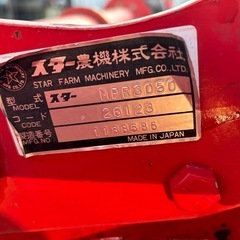 スター農機株式会社
STAR FARM MACHINERY MFG.CO.,LTD.
型式 スター MPR3050
MODEL
コード 26123
CODE
製造番号
MFG.NO MADE IN JAPAN